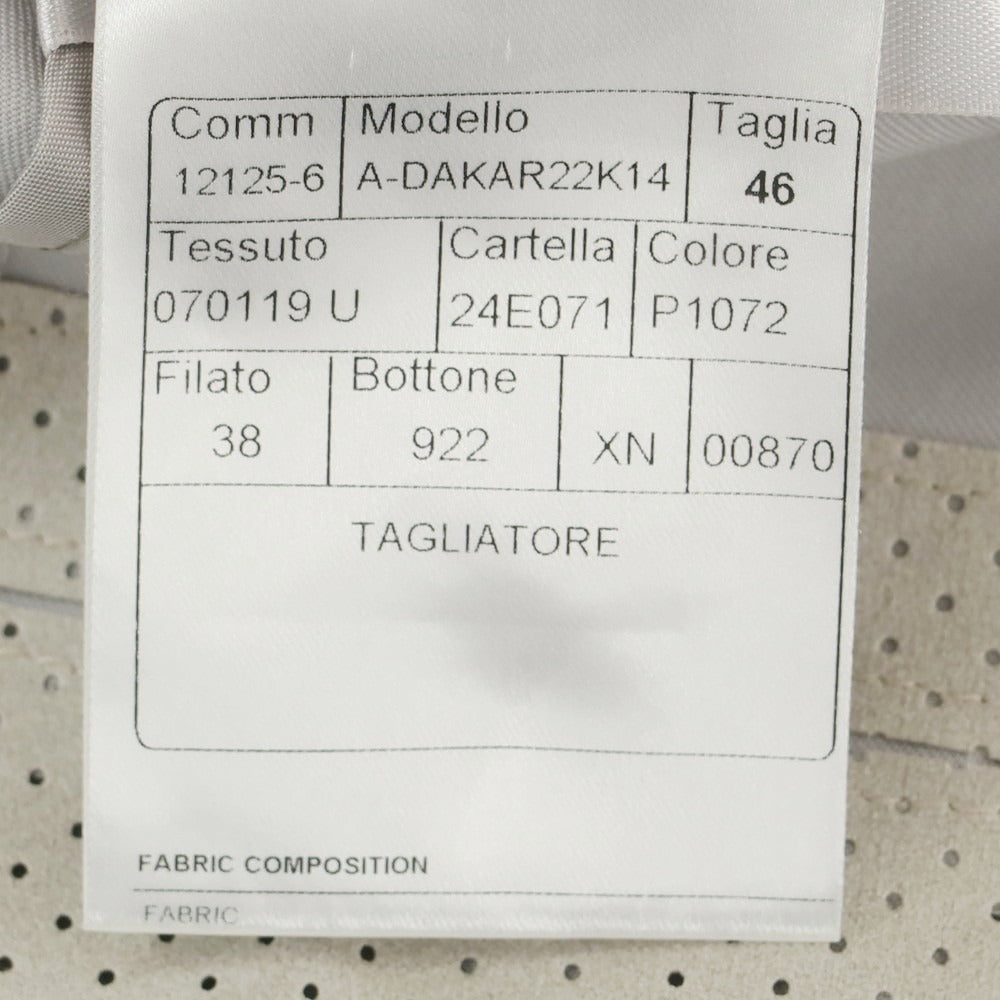 Comm Modello Taglia
12125-6 A-DAKAR22K14 46
Tessuto Cartella Colore
070119 U 24E071 P1072
Filato Bottone
38 922 XN 00870
TAGLIATORE
FABRIC COMPOSITION
FABRIC